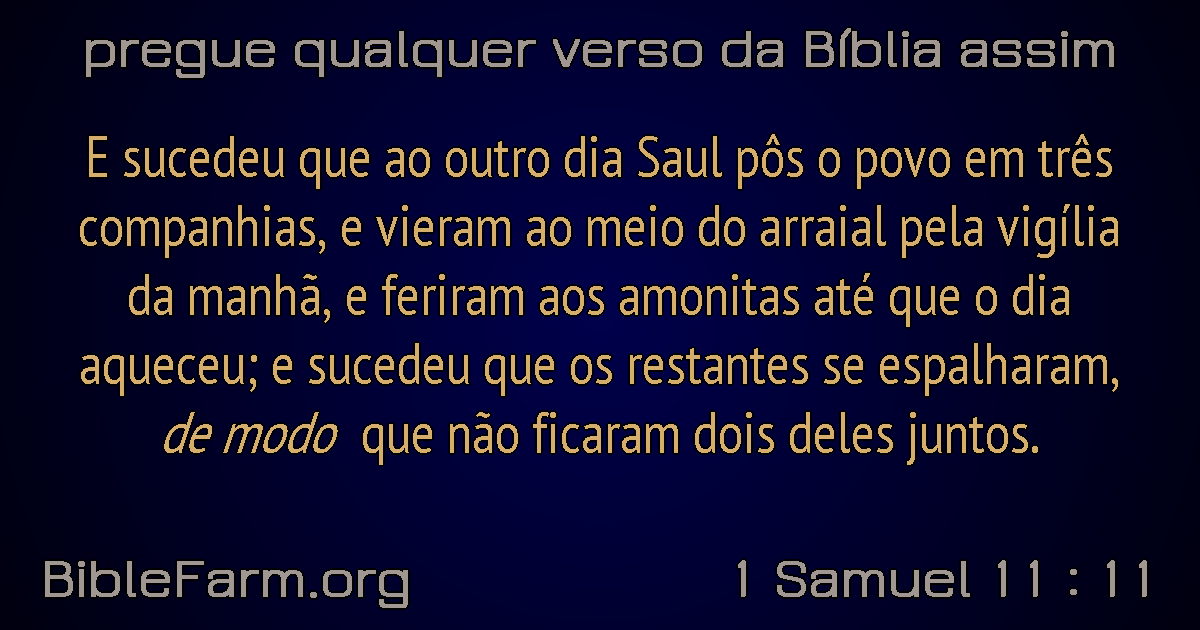 pregue qualquer verso da Bíblia assim
E sucedeu que ao outro dia Saul pôs o povo em três
companhias, e vieram ao meio do arraial pela vigília
da manhã, e feriram aos amonitas até que o dia
aqueceu; e sucedeu que os restantes se espalharam,
de modo que não ficaram dois deles juntos.
BibleFarm.org
1 Samuel 11 : 11